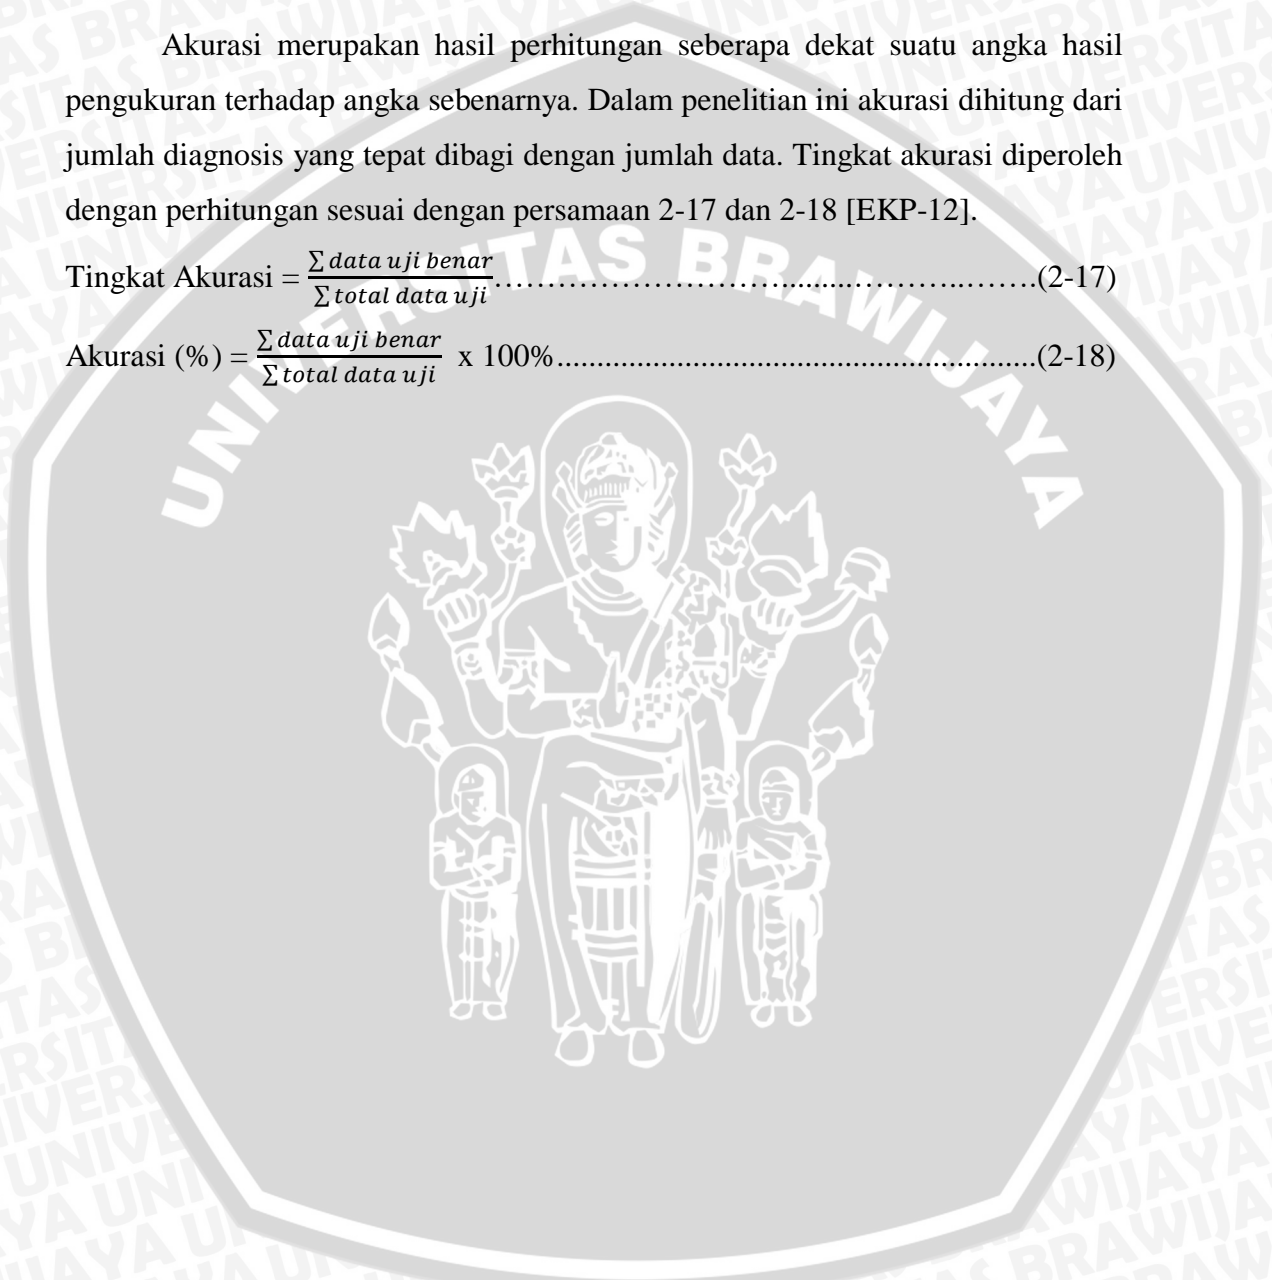 Akurasi merupakan hasil perhitungan seberapa dekat suatu angka hasil
pengukuran terhadap angka sebenarnya. Dalam penelitian ini akurasi dihitung dari
jumlah diagnosis yang tepat dibagi dengan jumlah data. Tingkat akurasi diperoleh
dengan perhitungan sesuai dengan persamaan 2-17 dan 2-18 [EKP-12].
Tingkat Akurasi = ∑ data uji benar / ∑ total data uji ……………………………………………….(2-17)
Akurasi (%) = ∑ data uji benar / ∑ total data uji x 100% .............................................................(2-18)
UNIVERSITAS BRAWIJAYA